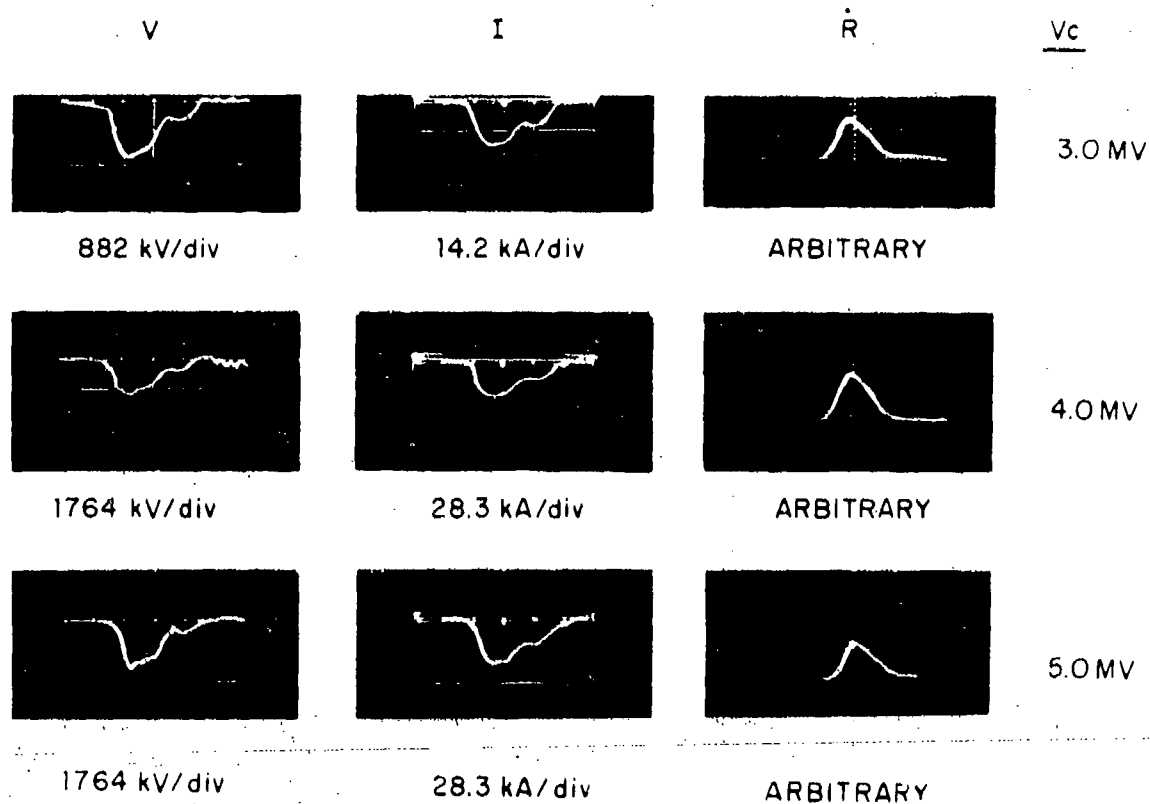 V I Ṙ Vc
3.0 MV
882 kV/div 14.2 kA/div ARBITRARY
4.0 MV
1764 kV/div 28.3 kA/div ARBITRARY
5.0 MV
1764 kV/div 28.3 kA/div ARBITRARY